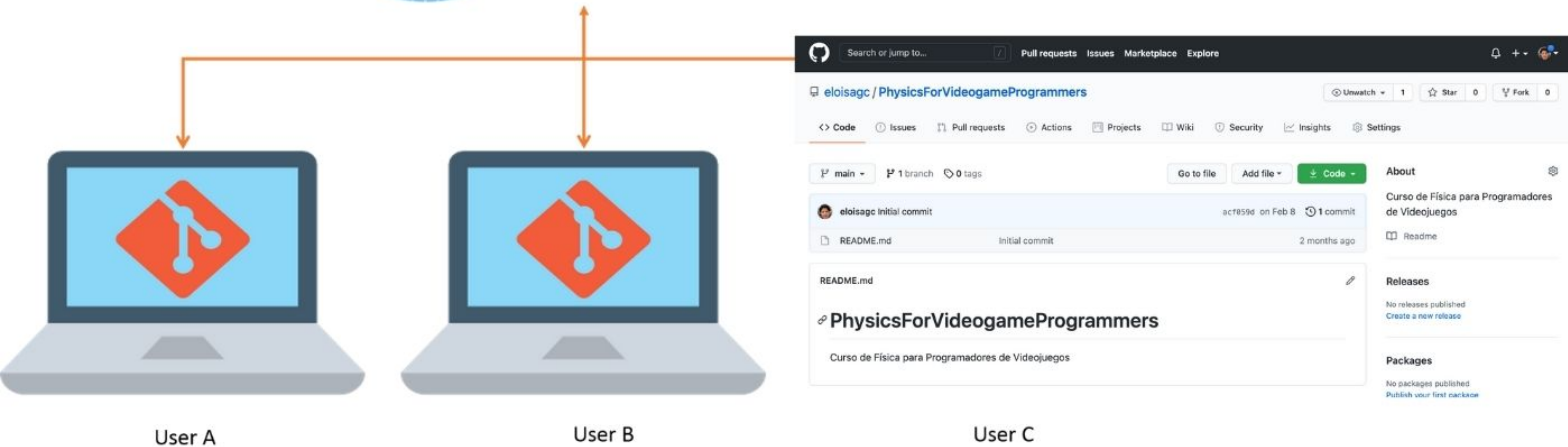 Search or jump to... /
Pull requests Issues Marketplace Explore
eloisagc / PhysicsForVideogameProgrammers
Unwatch 1 Star 0 Fork 0
<> Code Issues Pull requests Actions Projects Wiki Security Insights Settings
main 1 branch 0 tags Go to file Add file Code
eloisagc Initial commit acf059d on Feb 8 1 commit
README.md Initial commit 2 months ago
README.md
PhysicsForVideogameProgrammers
Curso de Física para Programadores de Videojuegos
About
Curso de Física para Programadores
de Videojuegos
Readme
Releases
No releases published
Create a new release
Packages
No packages published
Publish your first package
User A User B User C